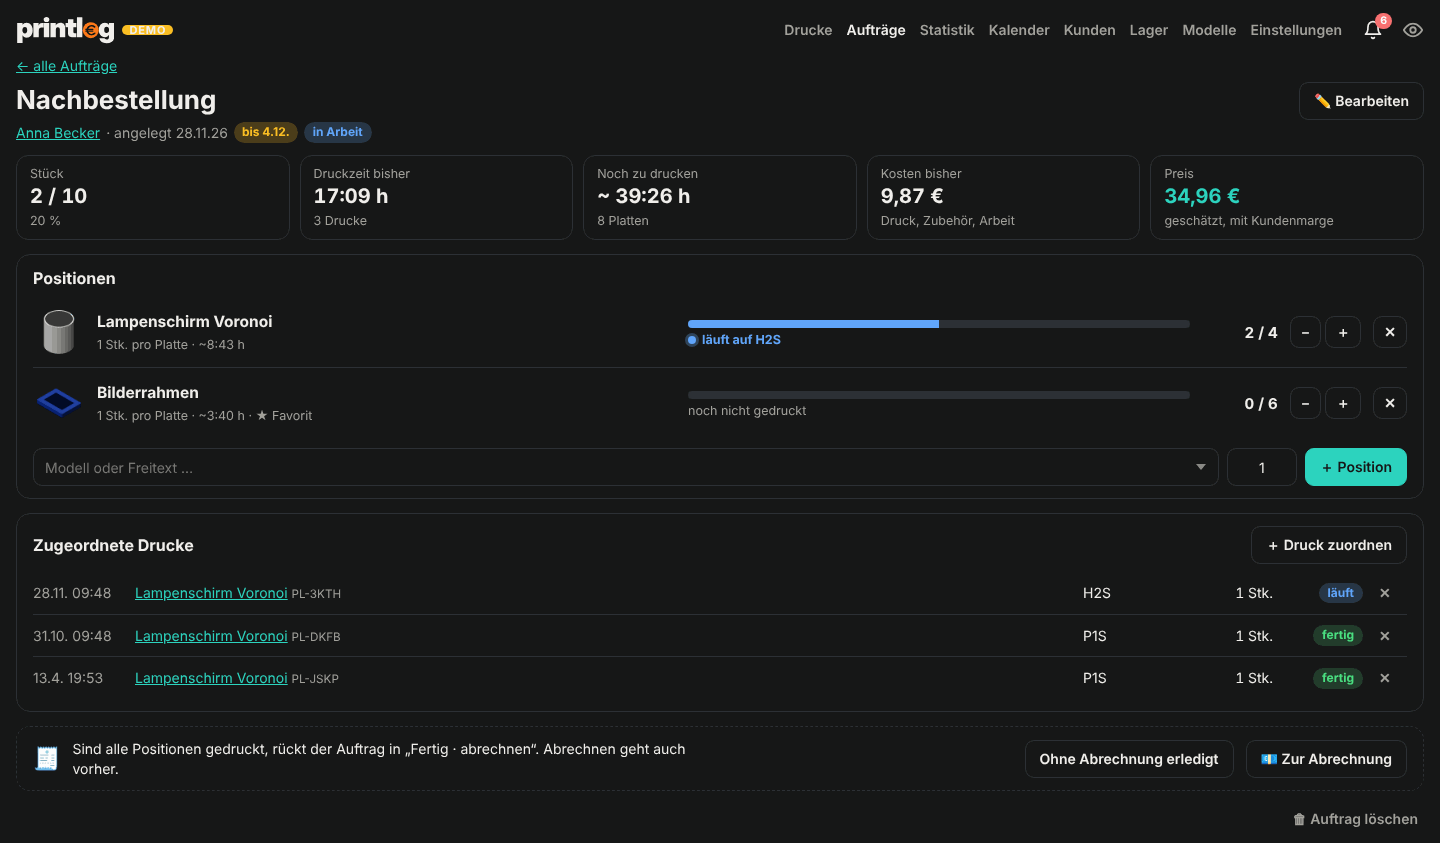 printlog DEMO
Drucke Aufträge Statistik Kalender Kunden Lager Modelle Einstellungen 6
← alle Aufträge
Nachbestellung
✏️ Bearbeiten
Anna Becker · angelegt 28.11.26 bis 4.12. in Arbeit
Stück
2 / 10
20 %
Druckzeit bisher
17:09 h
3 Drucke
Noch zu drucken
~ 39:26 h
8 Platten
Kosten bisher
9,87 €
Druck, Zubehör, Arbeit
Preis
34,96 €
geschätzt, mit Kundenmarge
Positionen
Lampenschirm Voronoi
1 Stk. pro Platte · ~8:43 h
läuft auf H2S
2 / 4 − + ✕
Bilderrahmen
1 Stk. pro Platte · ~3:40 h · ★ Favorit
noch nicht gedruckt
0 / 6 − + ✕
Modell oder Freitext ... 1 + Position
Zugeordnete Drucke
+ Druck zuordnen
28.11. 09:48 Lampenschirm Voronoi PL-3KTH H2S 1 Stk. läuft ✕
31.10. 09:48 Lampenschirm Voronoi PL-DKFB P1S 1 Stk. fertig ✕
13.4. 19:53 Lampenschirm Voronoi PL-JSKP P1S 1 Stk. fertig ✕
Sind alle Positionen gedruckt, rückt der Auftrag in „Fertig · abrechnen“. Abrechnen geht auch
vorher.
Ohne Abrechnung erledigt
💶 Zur Abrechnung
🗑 Auftrag löschen